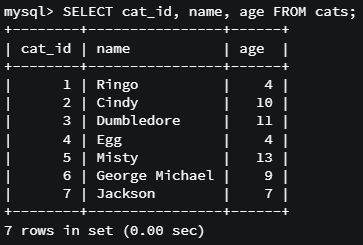 mysql> SELECT cat_id, name, age FROM cats;
+--------+----------------+------+
| cat_id | name           | age  |
+--------+----------------+------+
|      1 | Ringo          |    4 |
|      2 | Cindy          |   10 |
|      3 | Dumbledore     |   11 |
|      4 | Egg            |    4 |
|      5 | Misty          |   13 |
|      6 | George Michael |    9 |
|      7 | Jackson        |    7 |
+--------+----------------+------+
7 rows in set (0.00 sec)